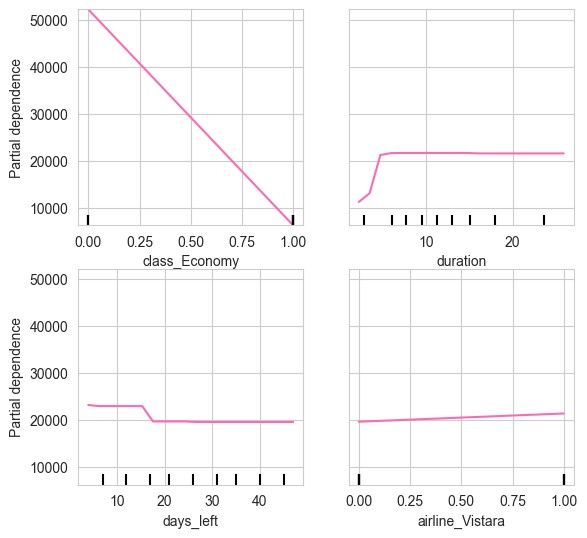 Partial dependence
50000
40000
30000
20000
10000
0.00 0.25 0.50 0.75 1.00
class_Economy
10 20
duration
Partial dependence
50000
40000
30000
20000
10000
10 20 30 40
days_left
0.00 0.25 0.50 0.75 1.00
airline_Vistara